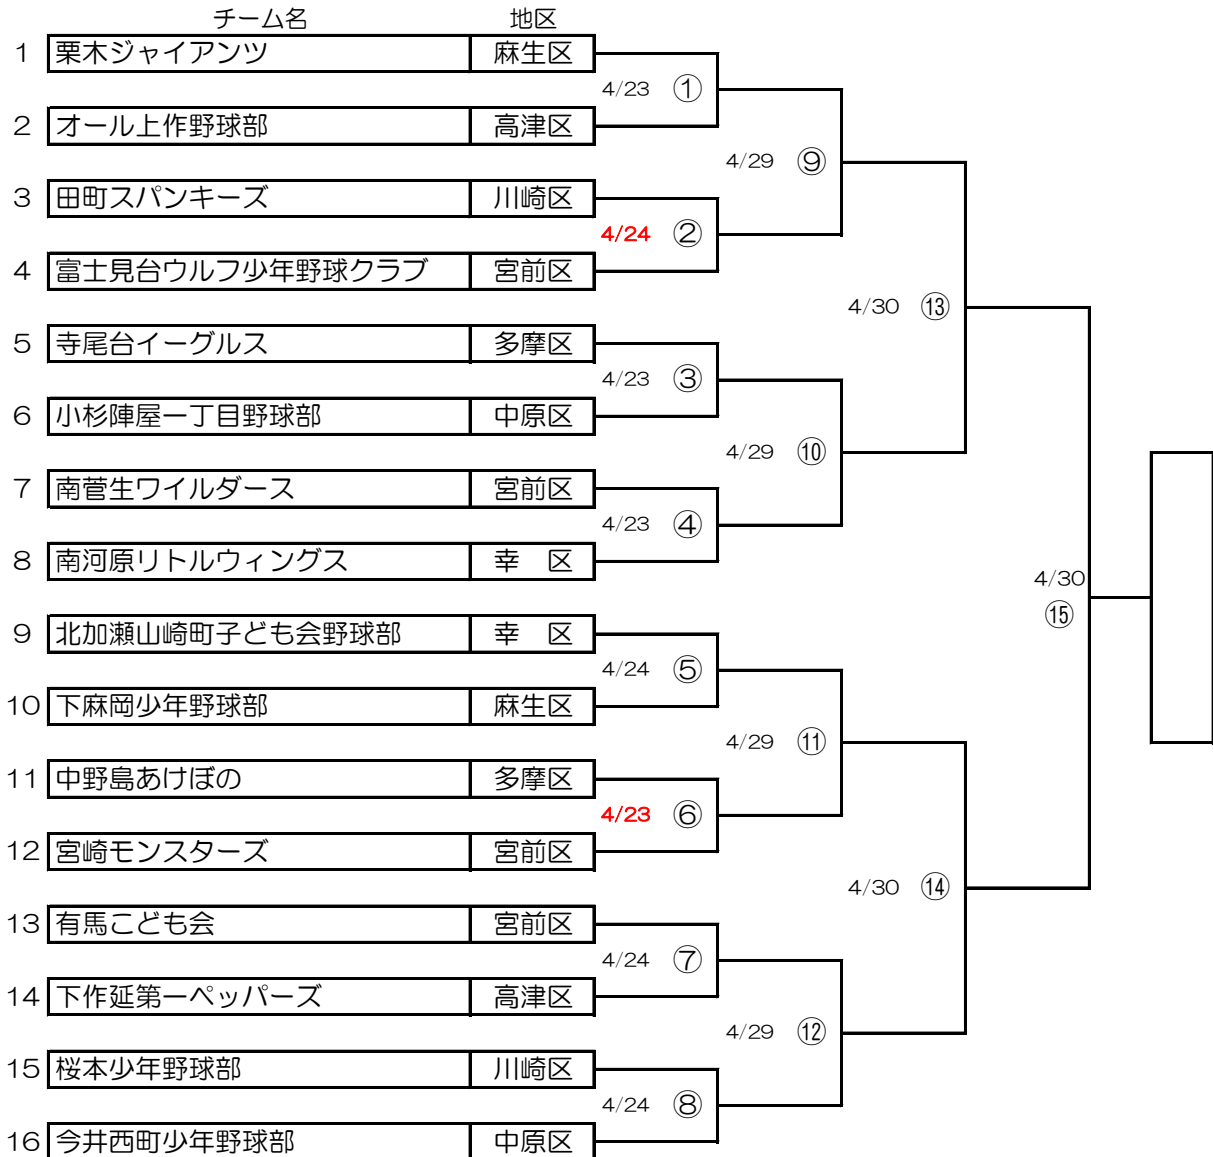 チーム名 地区
1 栗木ジャイアンツ 麻生区
4/23 ①
2 オール上作野球部 高津区
4/29 ⑨
3 田町スパンキーズ 川崎区
4/24 ②
4 富士見台ウルフ少年野球クラブ 宮前区
4/30 ⑬
5 寺尾台イーグルス 多摩区
4/23 ③
6 小杉陣屋一丁目野球部 中原区
4/29 ⑩
7 南菅生ワイルダース 宮前区
4/23 ④
8 南河原リトルウィングス 幸 区
4/30
⑮
9 北加瀬山崎町子ども会野球部 幸 区
4/24 ⑤
10 下麻岡少年野球部 麻生区
4/29 ⑪
11 中野島あけぼの 多摩区
4/23 ⑥
12 宮崎モンスターズ 宮前区
4/30 ⑭
13 有馬こども会 宮前区
4/24 ⑦
14 下作延第一ペッパーズ 高津区
4/29 ⑫
15 桜本少年野球部 川崎区
4/24 ⑧
16 今井西町少年野球部 中原区